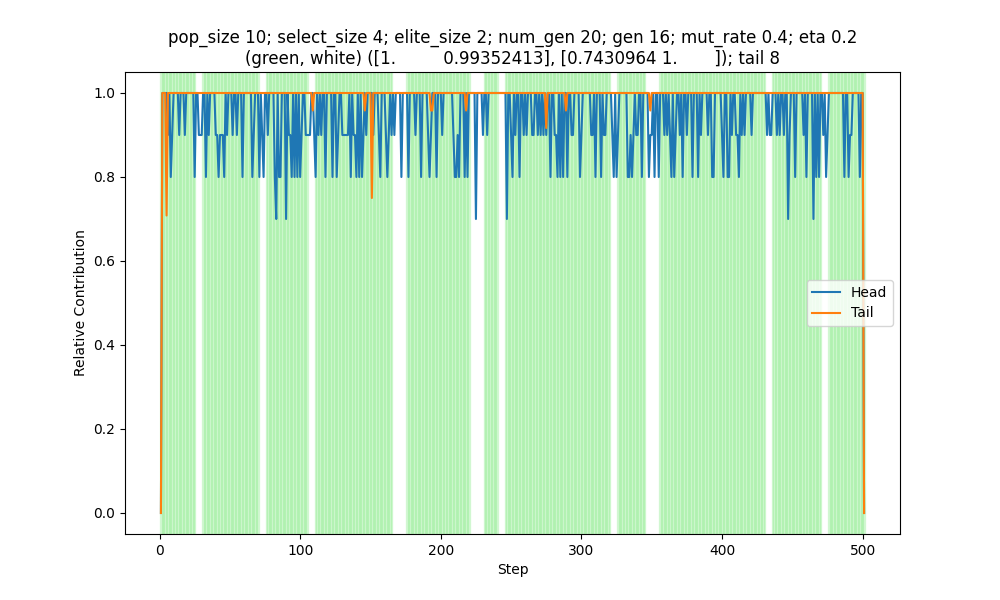 pop_size 10; select_size 4; elite_size 2; num_gen 20; gen 16; mut_rate 0.4; eta 0.2
(green, white) ([1.         0.99352413], [0.7430964 1.       ]); tail 8
1.0
0.8
0.6
0.4
0.2
0.0
Relative Contribution
Head
Tail
0
100
200
300
400
500
Step